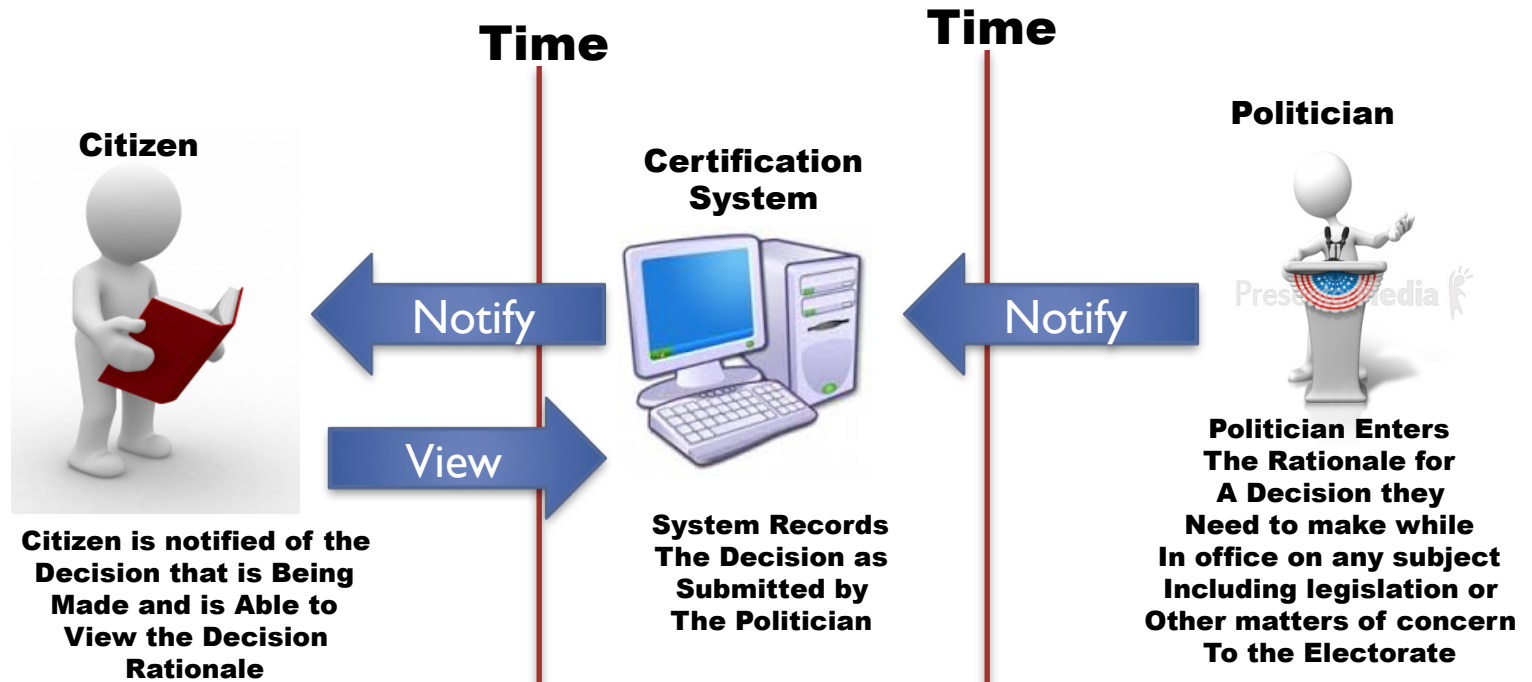 Time
Time
Citizen
Certification
System
Politician
Notify
Notify
View
Citizen is notified of the
Decision that is Being
Made and is Able to
View the Decision
Rationale
System Records
The Decision as
Submitted by
The Politician
Politician Enters
The Rationale for
A Decision they
Need to make while
In office on any subject
Including legislation or
Other matters of concern
To the Electorate